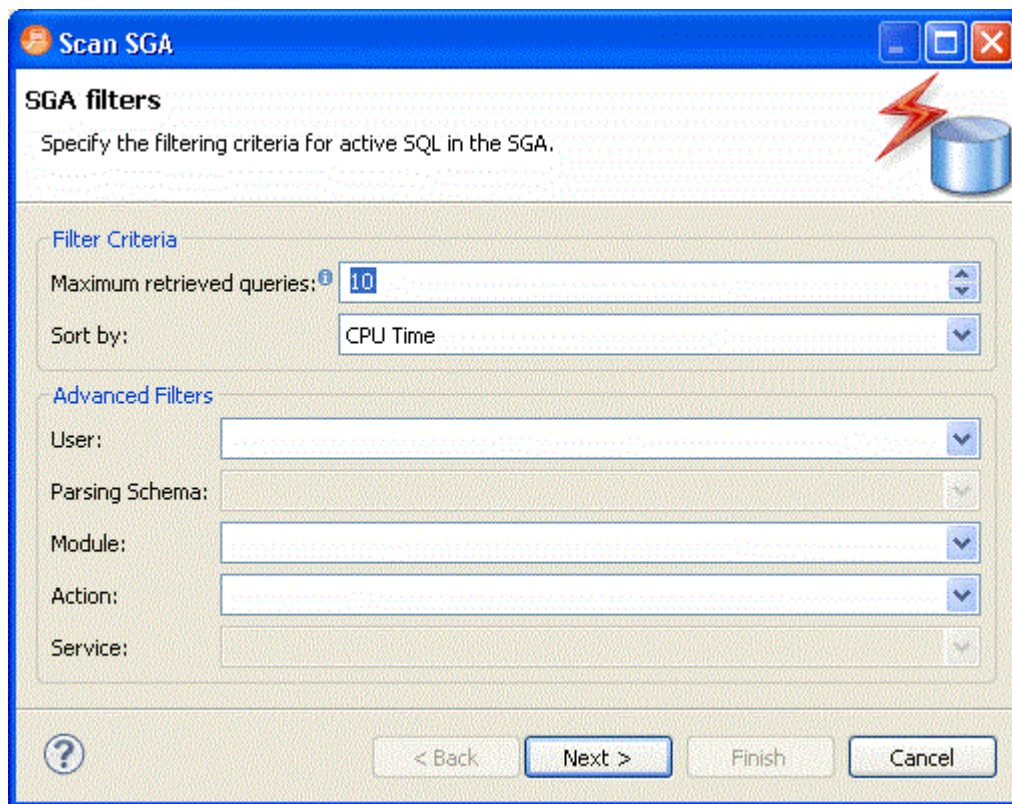 Scan SGA
SGA filters
Specify the filtering criteria for active SQL in the SGA.
Filter Criteria
Maximum retrieved queries: 10
Sort by: CPU Time
Advanced Filters
User:
Parsing Schema:
Module:
Action:
Service:
? < Back Next > Finish Cancel